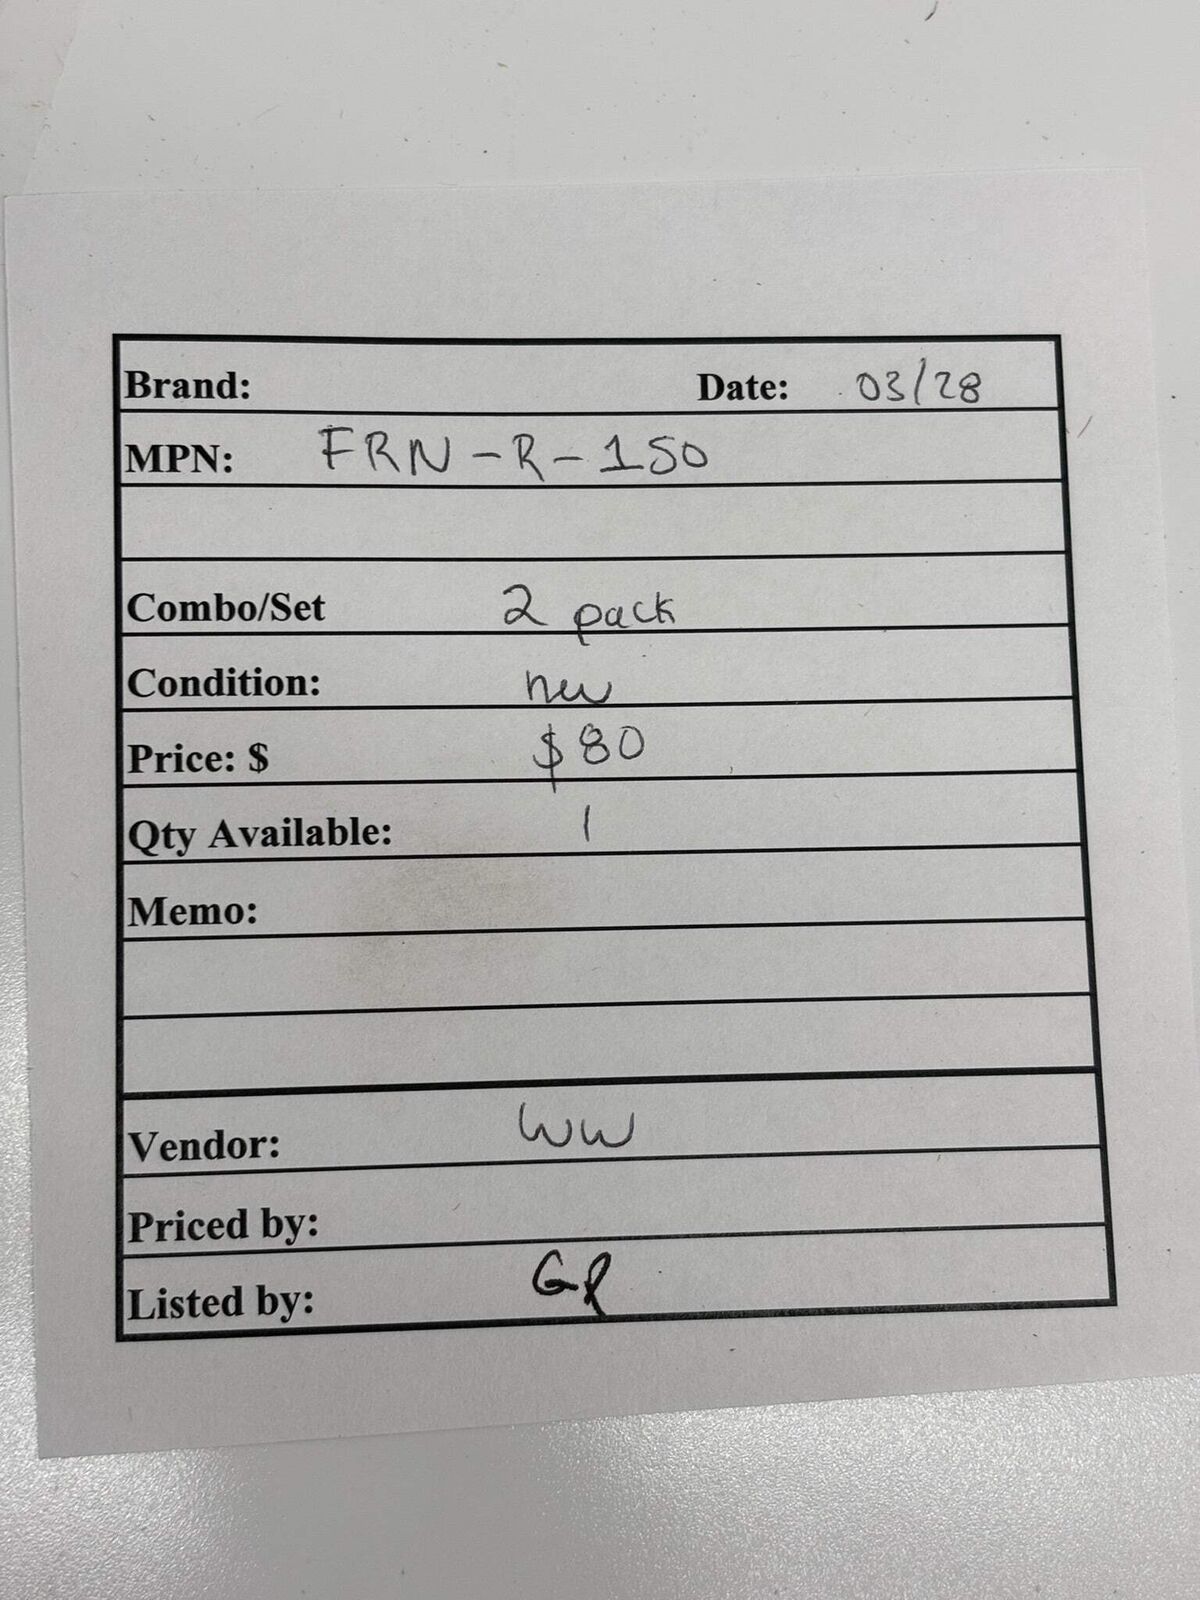 Brand: Date: 03/28
MPN: FRN-R-150
Combo/Set 2 pack
Condition: new
Price: $ $80
Qty Available: 1
Memo:
Vendor: WW
Priced by:
Listed by: GR